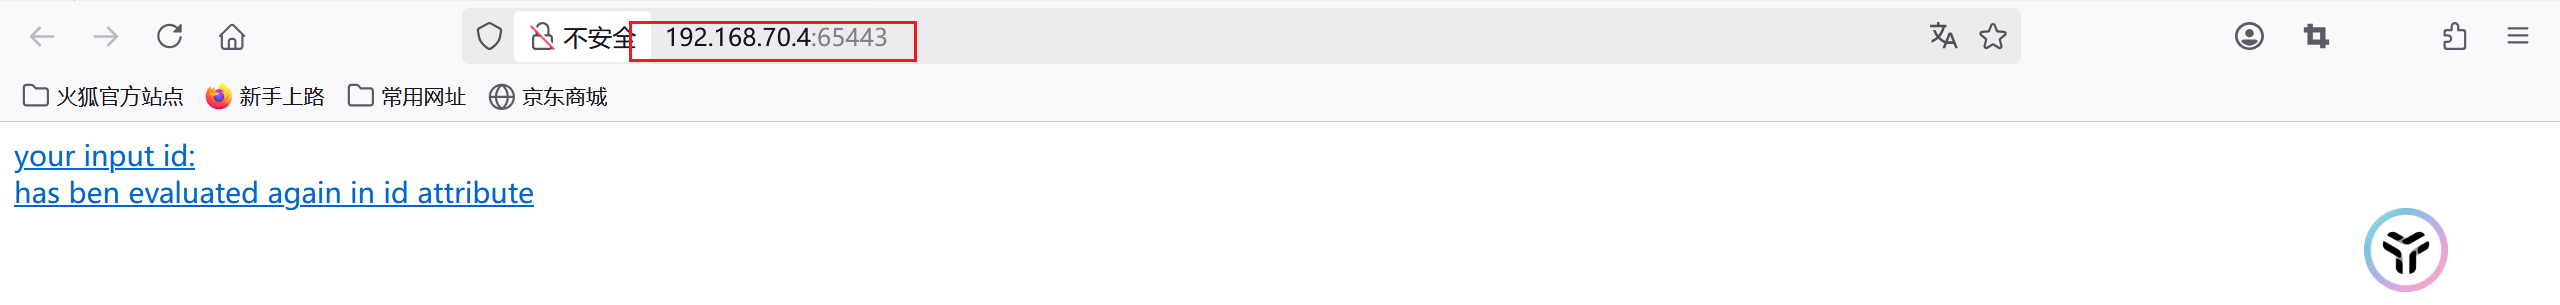 不安全 192.168.70.4:65443
火狐官方站点 新手上路 常用网址 京东商城
your input id:
has ben evaluated again in id attribute